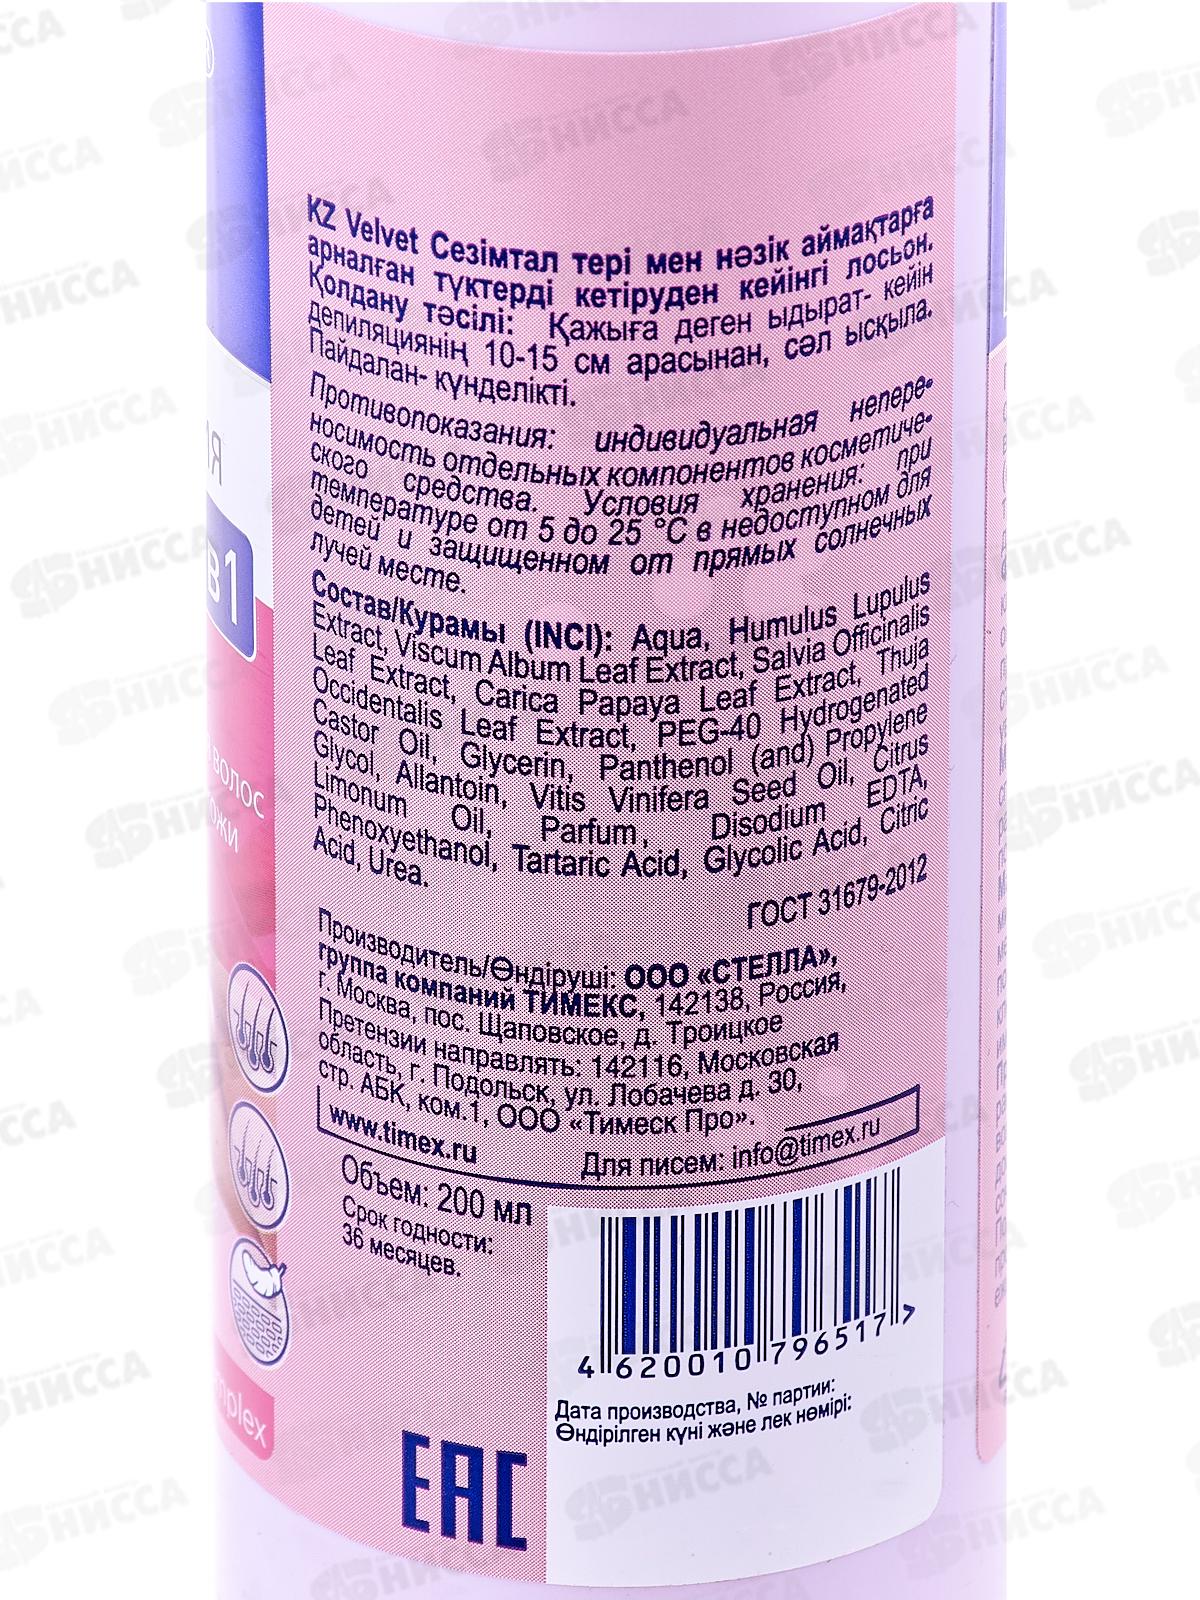 KZ Velvet Сезімтал тері мен нәзік аймақтарға
арналған түктерді кетіруден кейінгі лосьон.
Қолдану тәсілі: Қажыға деген ыдырат- кейін
депиляциянің 10-15 см арасынан, сәл ысқыла.
Пайдалан- күнделікті.
Противопоказания: индивидуальная непере-
носимость отдельных компонентов косметиче-
ского средства. Условия хранения: при
температуре от 5 до 25 °C в недоступном для
детей и защищенном от прямых солнечных
лучей месте.
Состав/Курамы (INCI): Aqua, Humulus Lupulus
Extract, Viscum Album Leaf Extract, Salvia Officinalis
Leaf Extract, Carica Papaya Leaf Extract, Thuja
Occidentalis Leaf Extract, PEG-40 Hydrogenated
Castor Oil, Glycerin, Panthenol (and) Propylene
Glycol, Allantoin, Vitis Vinifera Seed Oil, Citrus
Limonum Oil, Parfum, Disodium EDTA,
Phenoxyethanol, Tartaric Acid, Glycolic Acid, Citric
Acid, Urea.
ГОСТ 31679-2012
Производитель/Өндіруші: ООО «СТЕЛЛА»,
группа компаний ТИМЕКС, 142138, Россия,
г. Москва, пос. Щаповское, д. Троицкое
Претензии направлять: 142116, Московская
область, г. Подольск, ул. Лобачева д. 30,
стр. АБК, ком.1, ООО «Тимеск Про».
www.timex.ru
Для писем: info@timex.ru
Объем: 200 мл
Срок годности:
36 месяцев.
4 620010 796517 >
Дата производства, № партии:
Өндірілген күні және лек нөмірі:
EAC
в1
волос
НИССА